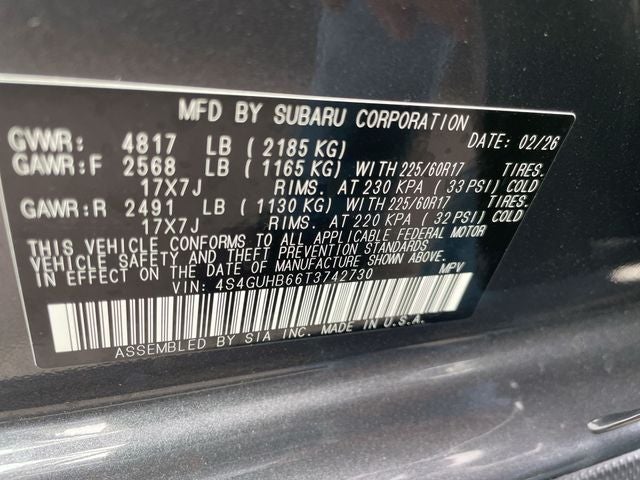 MFD BY SUBARU CORPORATION
GVWR: 4817 LB ( 2185 KG) DATE: 02/26
GAWR:F 2568 LB ( 1165 KG) WITH 225/60R17 TIRES.
17X7J RIMS. AT 230 KPA ( 33 PSI) COLD
GAWR:R 2491 LB ( 1130 KG) WITH 225/60R17 TIRES.
17X7J RIMS. AT 220 KPA ( 32 PSI) COLD
THIS VEHICLE CONFORMS TO ALL APPLICABLE FEDERAL MOTOR
VEHICLE SAFETY AND THEFT PREVENTION STANDARDS
IN EFFECT ON THE DATE OF MANUFACTURE SHOWN ABOVE.
VIN: 4S4GUHB66T3742730 MPV
ASSEMBLED BY SIA INC. MADE IN U.S.A.